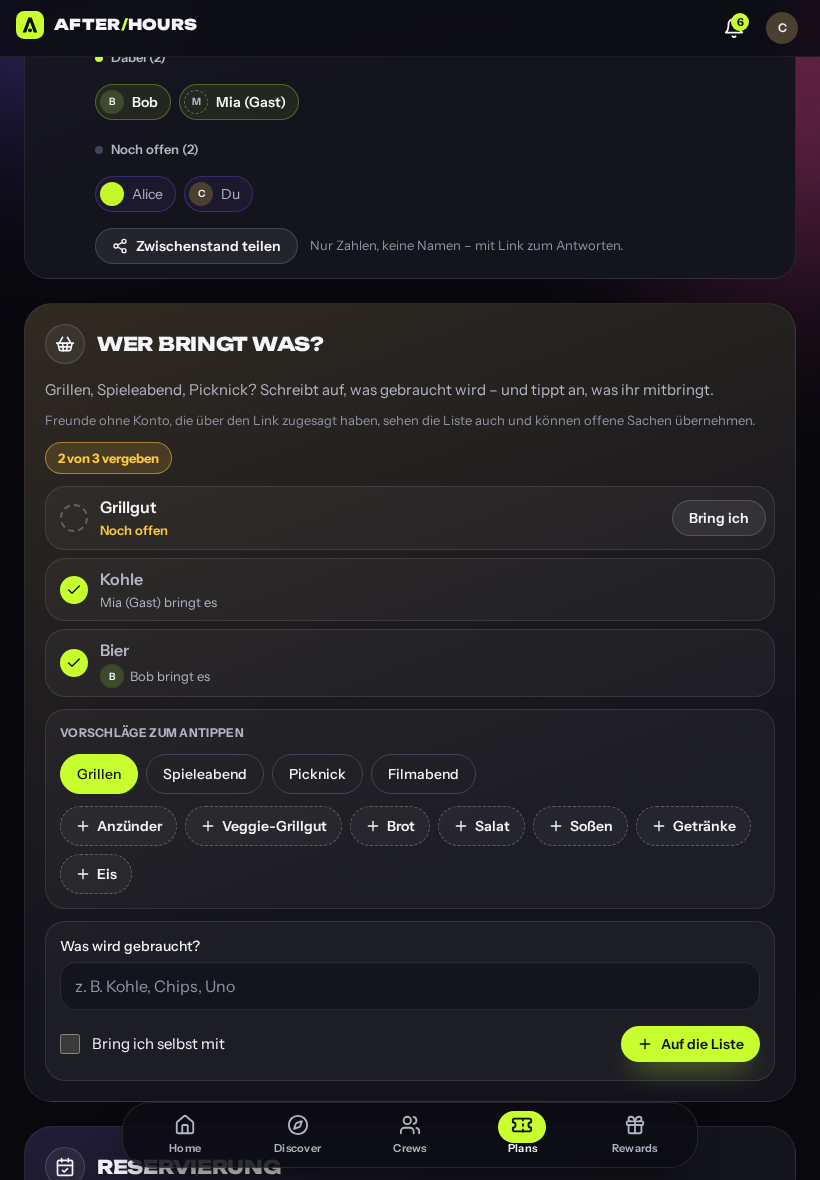 AFTER/HOURS
6
C
Dabei (2)
B Bob
M Mia (Gast)
Noch offen (2)
Alice
C Du
Zwischenstand teilen
Nur Zahlen, keine Namen – mit Link zum Antworten.
WER BRINGT WAS?
Grillen, Spieleabend, Picknick? Schreibt auf, was gebraucht wird – und tippt an, was ihr mitbringt.
Freunde ohne Konto, die über den Link zugesagt haben, sehen die Liste auch und können offene Sachen übernehmen.
2 von 3 vergeben
Grillgut
Noch offen
Bring ich
Kohle
Mia (Gast) bringt es
Bier
B Bob bringt es
VORSCHLÄGE ZUM ANTIPPEN
Grillen Spieleabend Picknick Filmabend
+ Anzünder + Veggie-Grillgut + Brot + Salat + Soßen + Getränke
+ Eis
Was wird gebraucht?
z. B. Kohle, Chips, Uno
Bring ich selbst mit
+ Auf die Liste
RESERVIERUNG
Home Discover Crews Plans Rewards